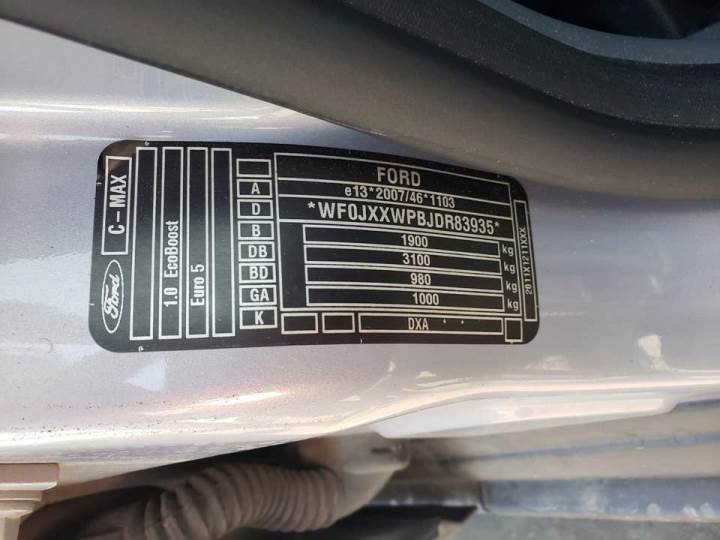 C-MAX
Ford
1.0 EcoBoost
Euro 5
A
D
B
DB
BD
GA
K
FORD
e13*2007/46*1103
*WF0JXXWPBJDR83935*
1900 kg
3100 kg
980 kg
1000 kg
DXA * *
2011X1211XXX